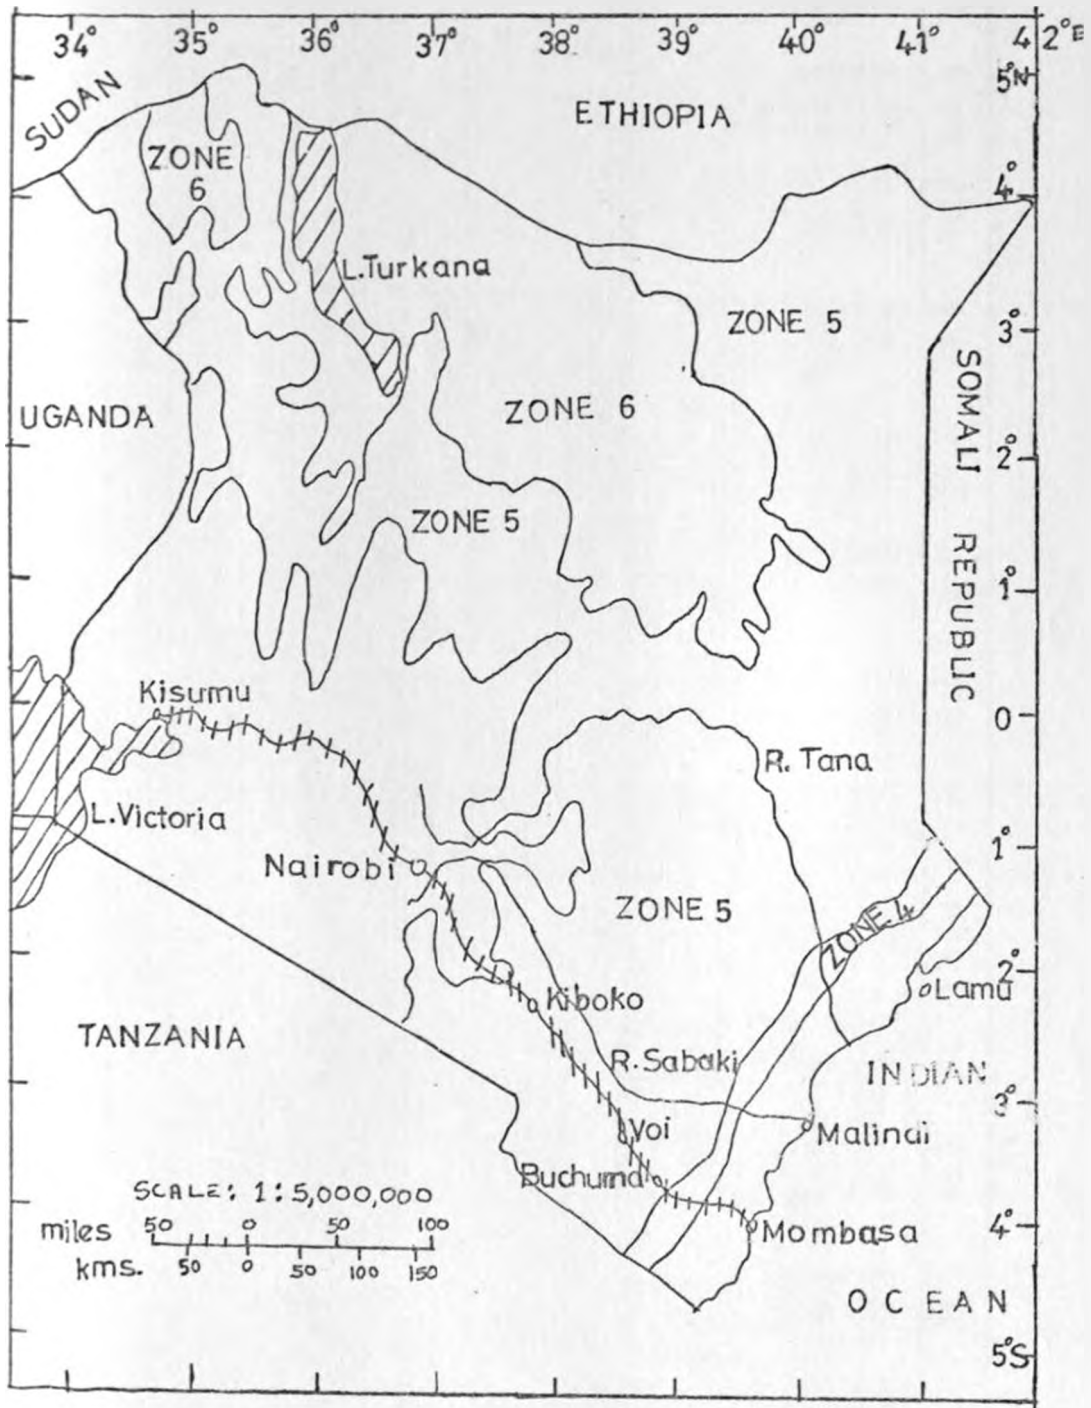 34° 35° 36° 37° 38° 39° 40° 41° 42°E
5°N
SUDAN
ETHIOPIA
ZONE
6
4°
L.Turkana
ZONE 5
3°
UGANDA
ZONE 6
SOMALI REPUBLIC
2°
ZONE 5
1°
Kisumu
0
R. Tana
L.Victoria
1°
Nairobi
ZONE 5
ZONE 4
2°
Kiboko
Lamu
TANZANIA
R.Sabaki
INDIAN
3°
Voi
Malindi
Buchuma
SCALE: 1:5,000,000
miles 50 0 50 100
kms. 50 0 50 100 150
4°
Mombasa
OCEAN
5°S